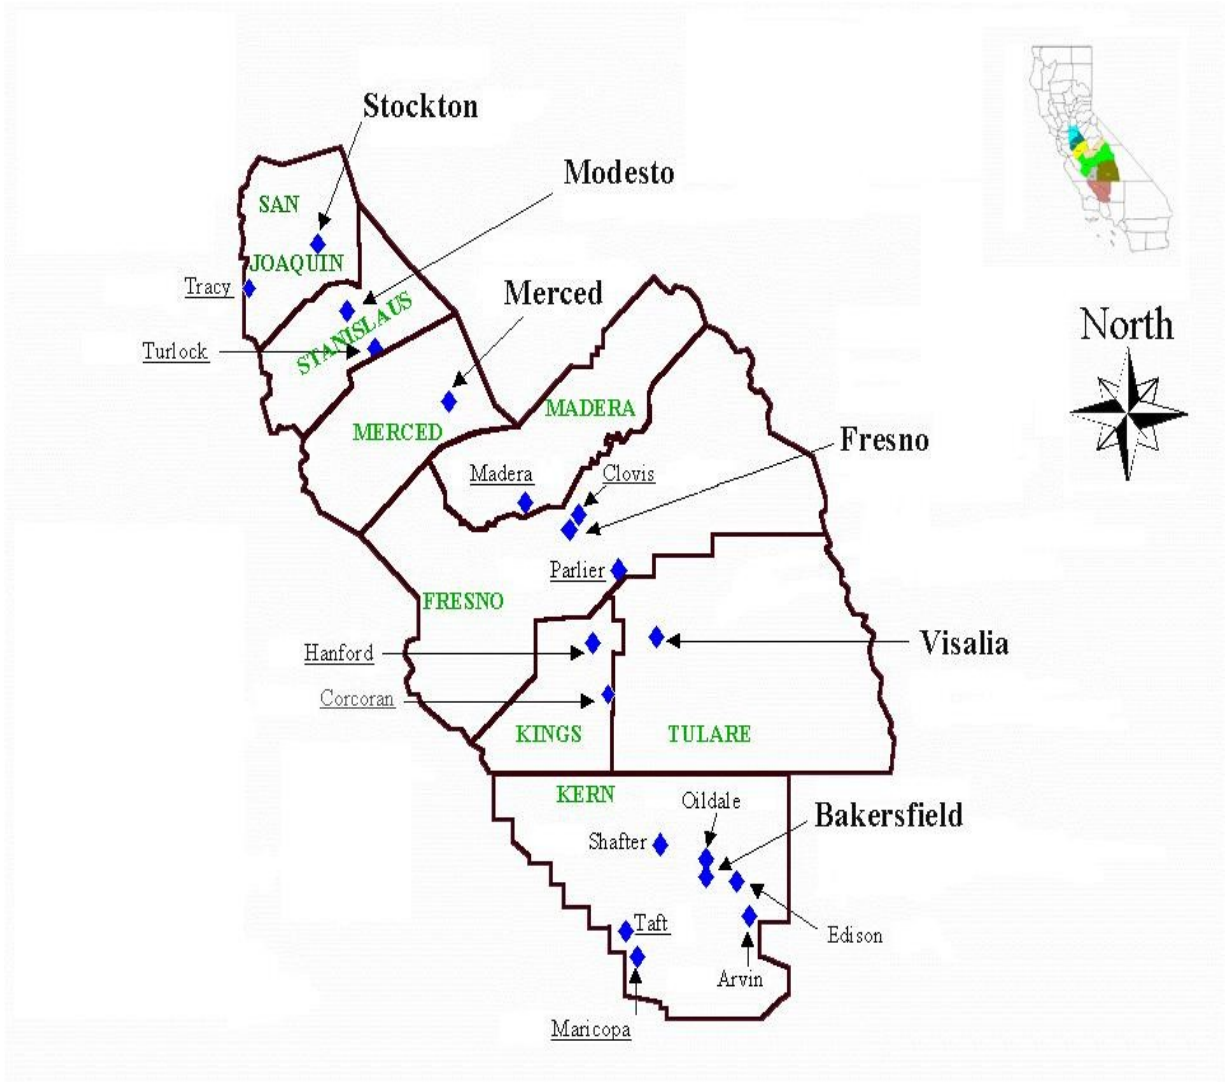 Stockton
Modesto
SAN
JOAQUIN
Tracy
Merced
STANISLAUS
Turlock
North
MADERA
MERCED
Fresno
Madera
Clovis
Parlier
FRESNO
Hanford
Visalia
Corcoran
KINGS
TULARE
KERN
Oildale
Bakersfield
Shafter
Taft
Edison
Arvin
Maricopa